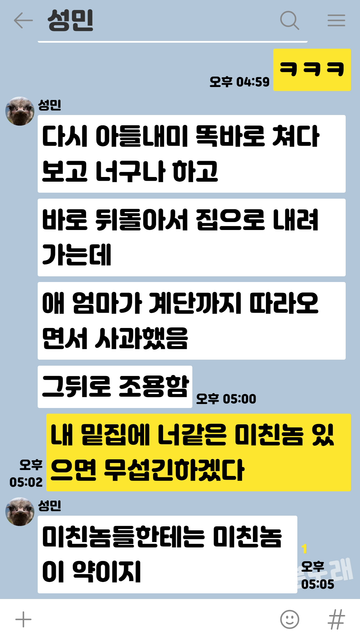 성민
ㅋㅋㅋ
오후 04:59
성민
다시 아들내미 똑바로 쳐다
보고 너구나 하고
바로 뒤돌아서 집으로 내려
가는데
애 엄마가 계단까지 따라오
면서 사과했음
그뒤로 조용함
오후 05:00
내 밑집에 너같은 미친놈 있
으면 무섭긴하겠다
오후
05:02
성민
미친놈들한테는 미친놈
이 약이지
1
오후
05:05